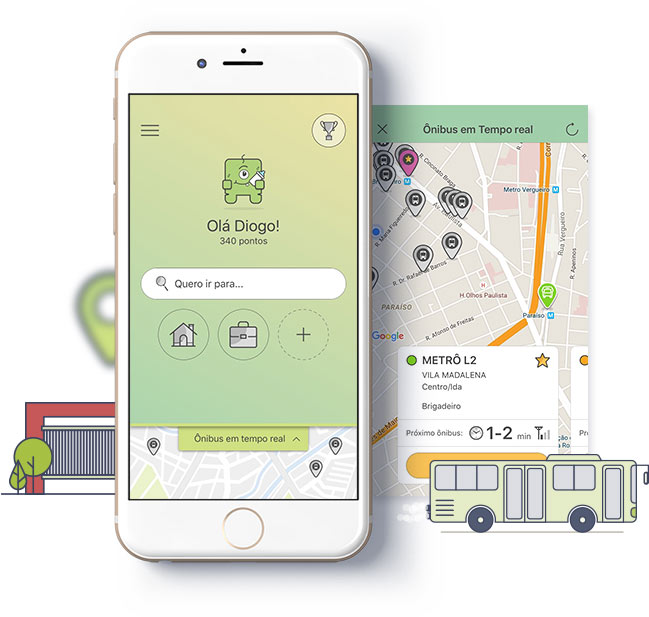 Olá Diogo!
340 pontos
Quero ir para...
Ônibus em tempo real
Ônibus em Tempo real
R. Coconato Braga
Metro Vergueiro
R. Vergueiro
R. Apeninos
R. Maria Figueiredo
R. Dr. Rafael de Barros
PARAÍSO
H.Olhos Paulista
Paraíso
Google
R. Afonso de Freitas
METRÔ L2
VILA MADALENA
Centro/Ida
Brigadeiro
Próximo ônibus:
1-2 min